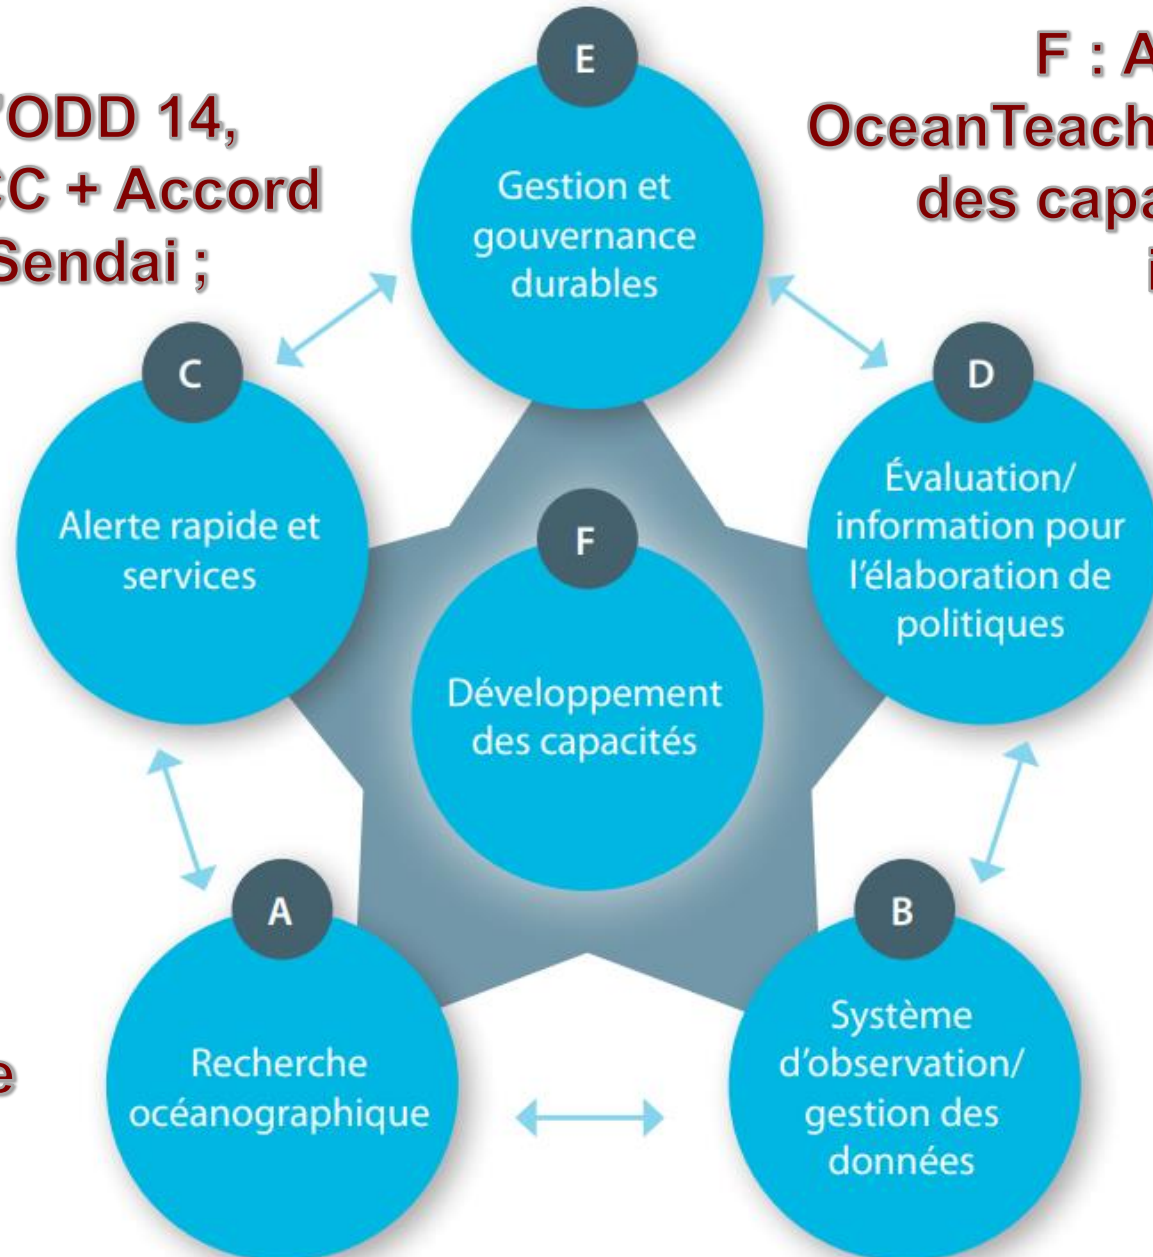 'ODD 14,
CC + Accord
Sendai ;
F : A
OceanTeach
des capa
E
Gestion et
gouvernance
durables
C
Alerte rapide et
services
D
Évaluation/
information pour
l'élaboration de
politiques
F
Développement
des capacités
A
Recherche
océanographique
B
Système
d'observation/
gestion des
données
e